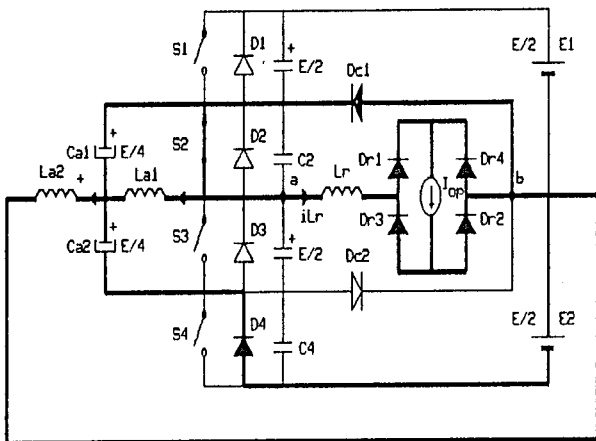 S1 D1 + E/2 E/2 E1
Dc1
+ S2 D2 C2
Ca1 E/4 Dr1 Dr4
La2 + La1 a Lr Iop b
iLr
Dr3 Dr2
Ca2 + E/4 S3 D3 + E/2
Dc2
S4 D4 C4 E/2 E2